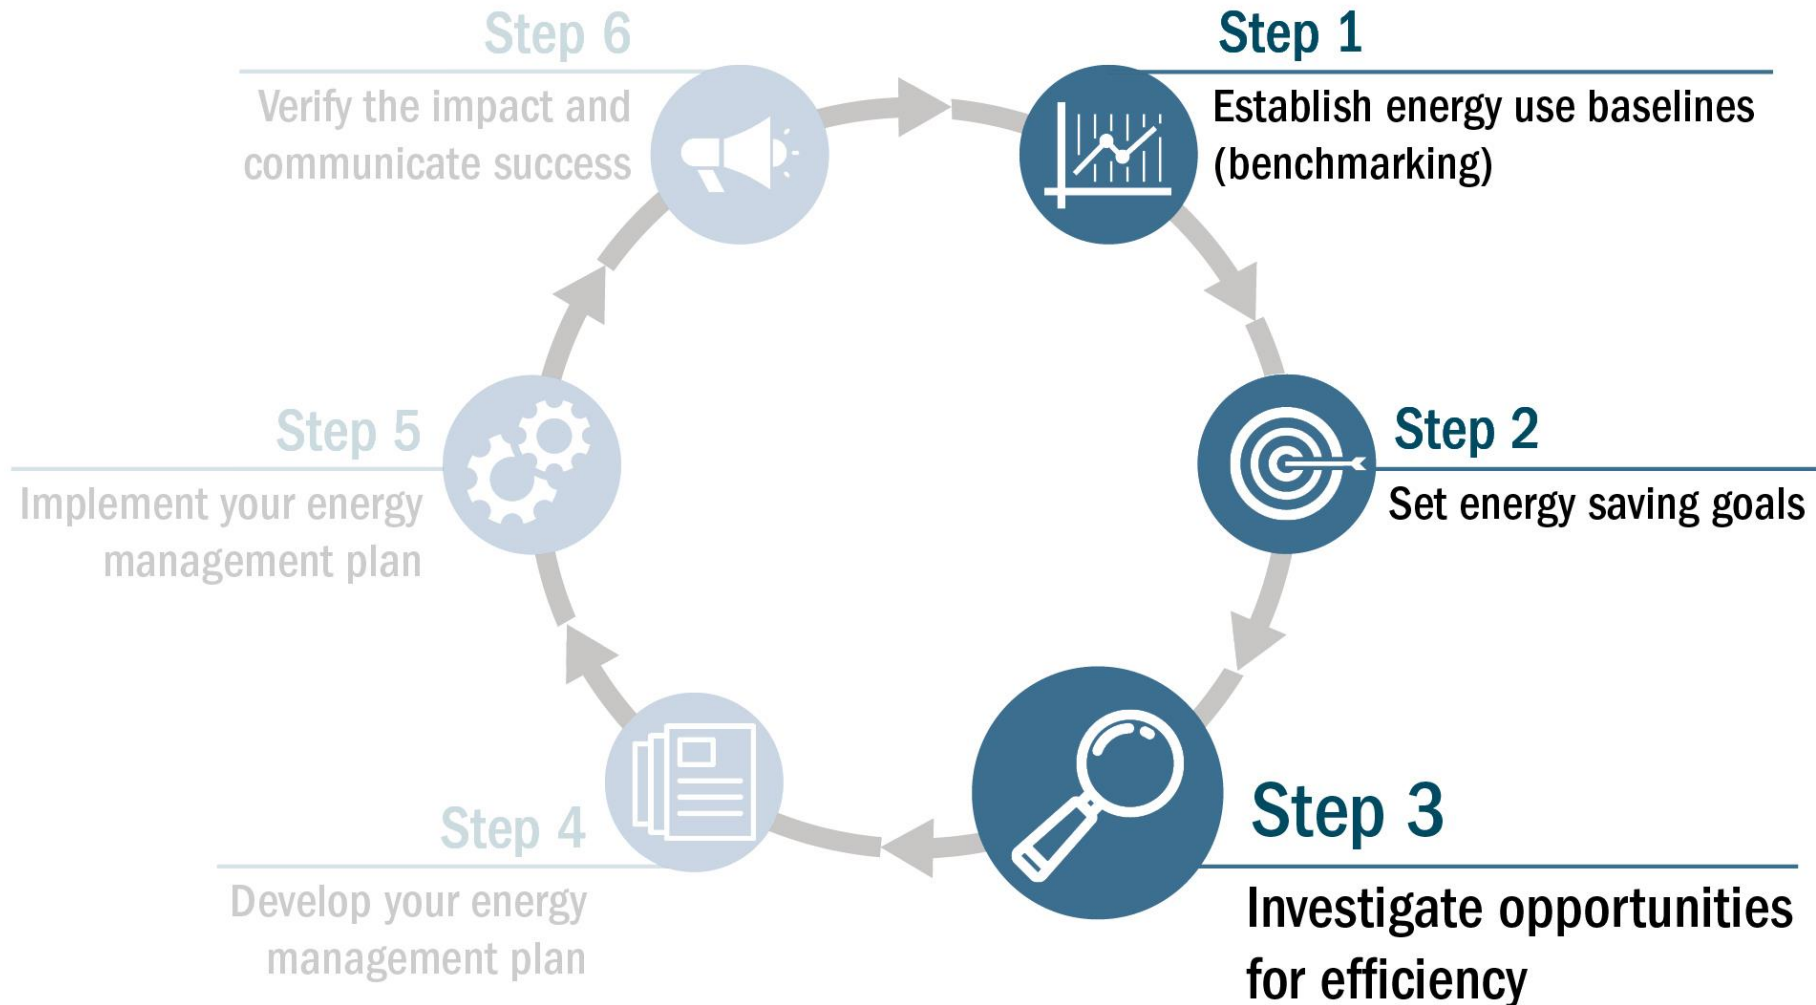 Step 1
Establish energy use baselines
(benchmarking)
Step 2
Set energy saving goals
Step 3
Investigate opportunities
for efficiency
Step 4
Develop your energy
management plan
Step 5
Implement your energy
management plan
Step 6
Verify the impact and
communicate success